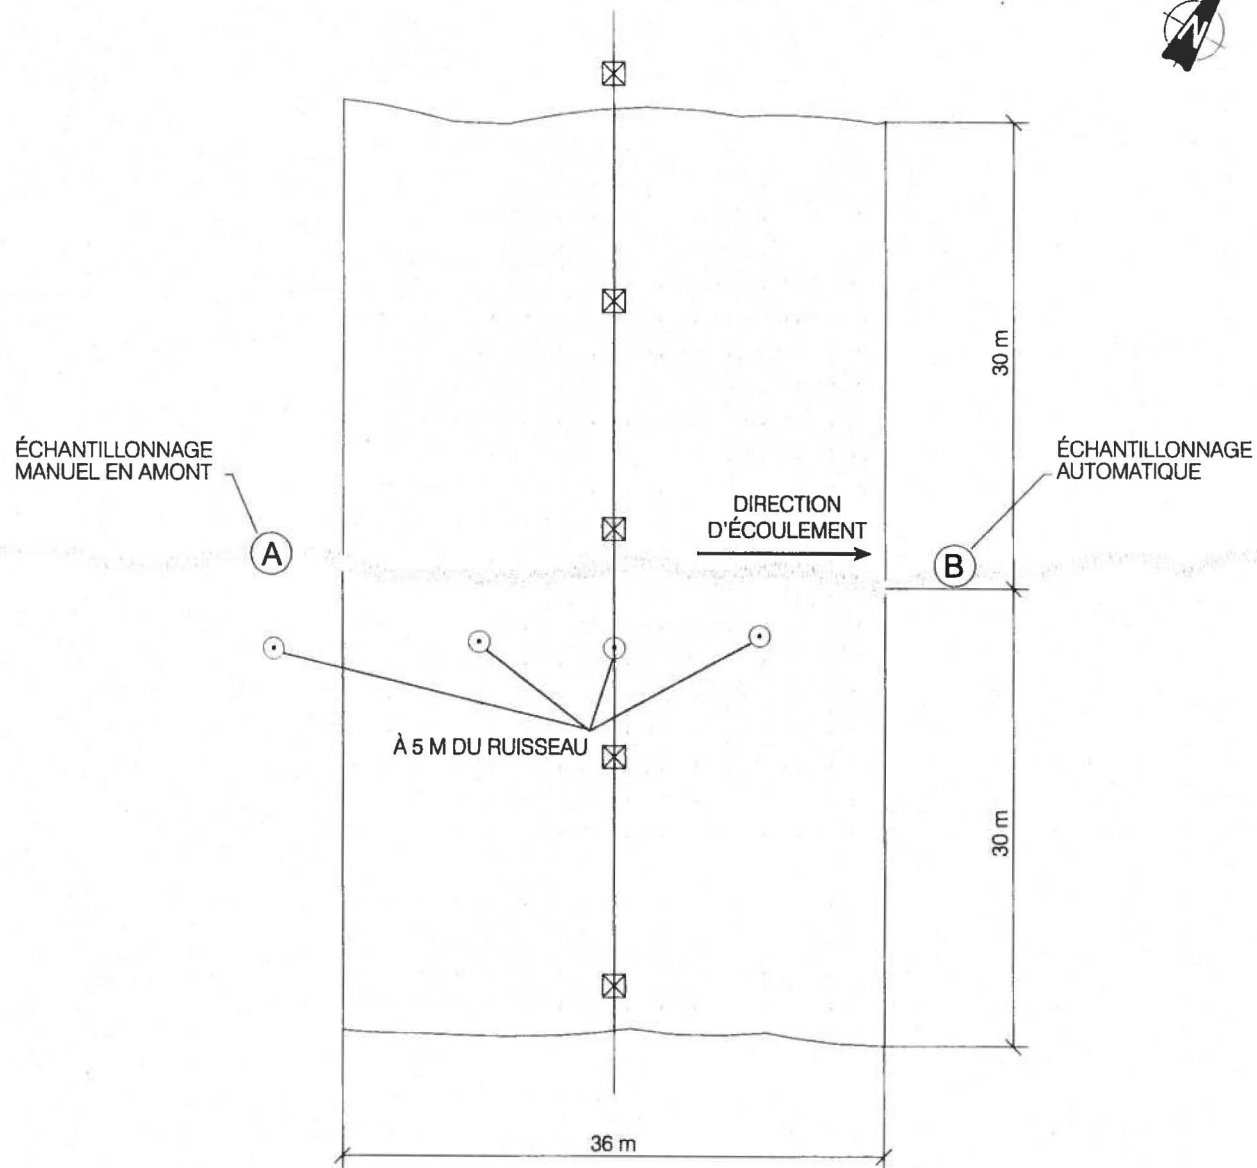 N
30 m
ÉCHANTILLONNAGE
MANUEL EN AMONT
ÉCHANTILLONNAGE
AUTOMATIQUE
DIRECTION
D'ÉCOULEMENT
A
B
À 5 M DU RUISSEAU
30 m
36 m